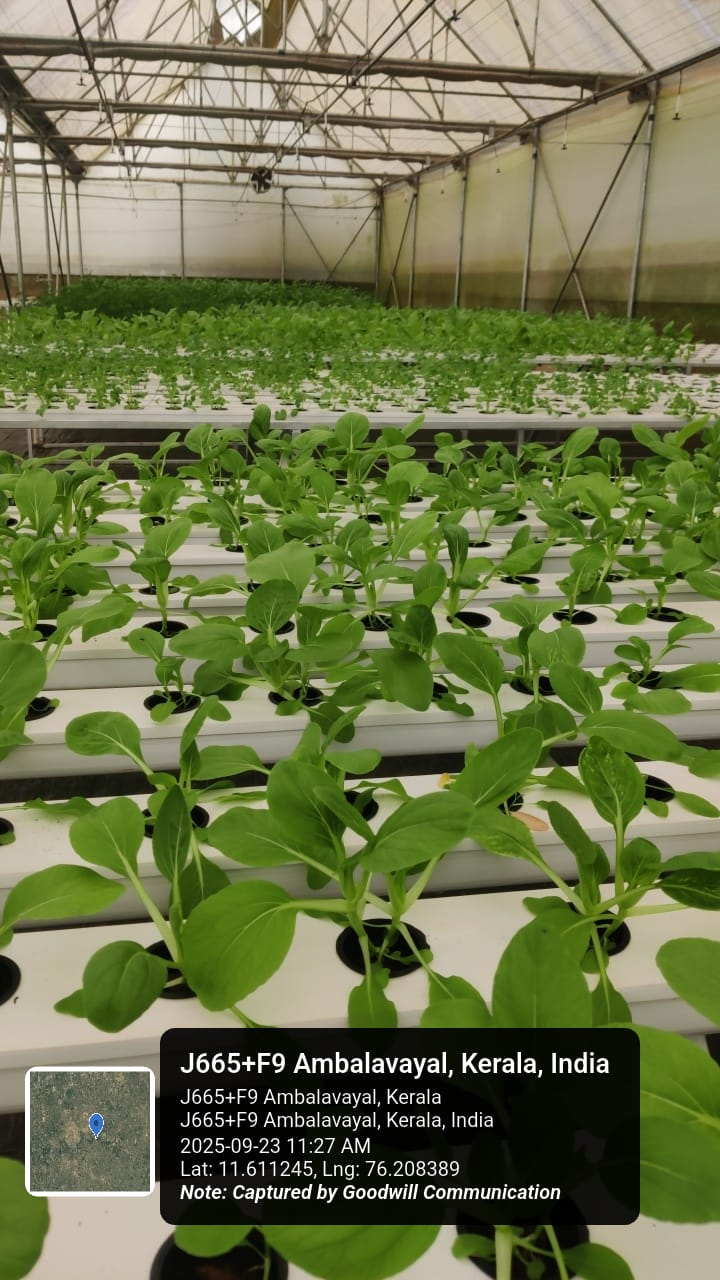 J665+F9 Ambalavayal, Kerala, India
J665+F9 Ambalavayal, Kerala
J665+F9 Ambalavayal, Kerala, India
2025-09-23 11:27 AM
Lat: 11.611245, Lng: 76.208389
Note: Captured by Goodwill Communication